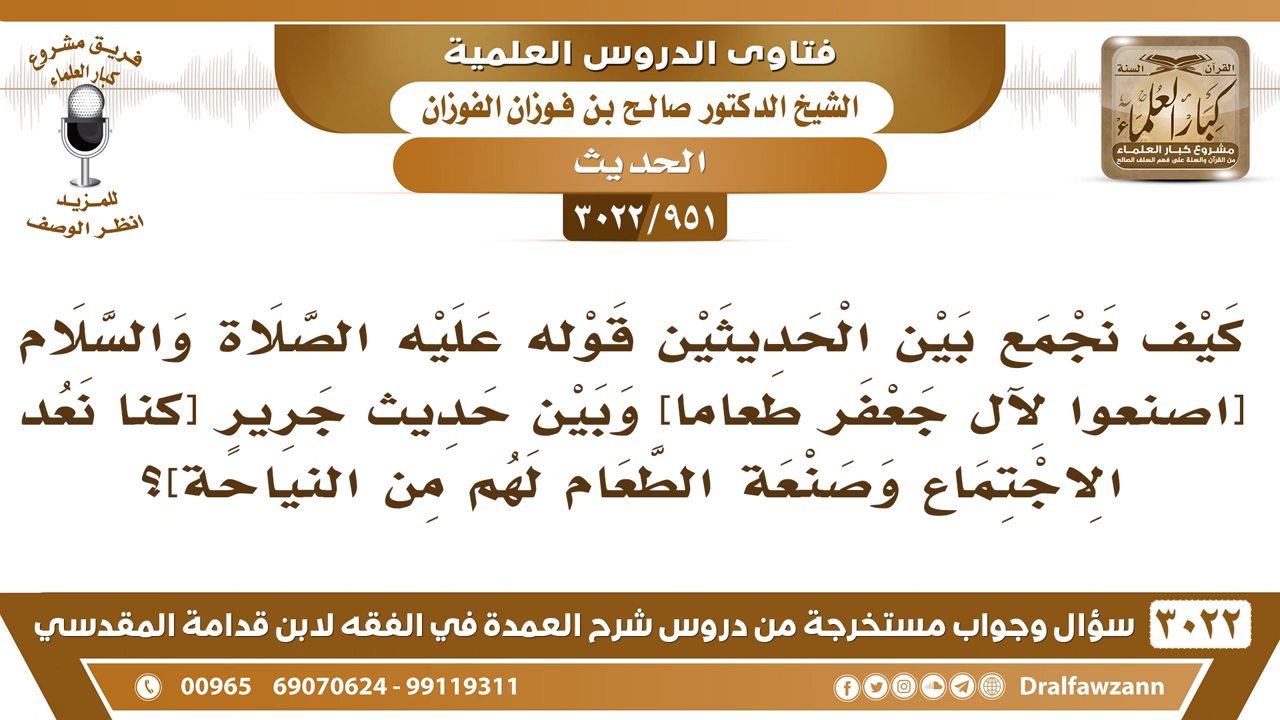 فريق مشروع
كبار العلماء
للمزيد
انظر الوصف
فتاوى الدروس العلمية
الشيخ الدكتور صالح بن فوزان الفوزان
الحديث
٣٠٢٢/٩٥١
القرآن السنة
كبار العلماء
مشروع كبار العلماء
من القرآن والسنة على فهم السلف الصالح
كَيْف نَجْمَع بَيْن الْحَدِيثَيْن قَوْله عَلَيْه الصَّلَاة وَالسَّلَام
[اصنعوا لآل جَعْفَر طَعاما] وَبَيْن حَدِيث جَرِيرٍ [كنا نَعُد
الِاجْتِمَاع وَصَنْعَة الطَّعَام لَهُم مِن النياحة]؟
٣٠٢٢ سؤال وجواب مستخرجة من دروس شرح العمدة في الفقه لابن قدامة المقدسي
00965 69070624 - 99119311
Dralfawzann